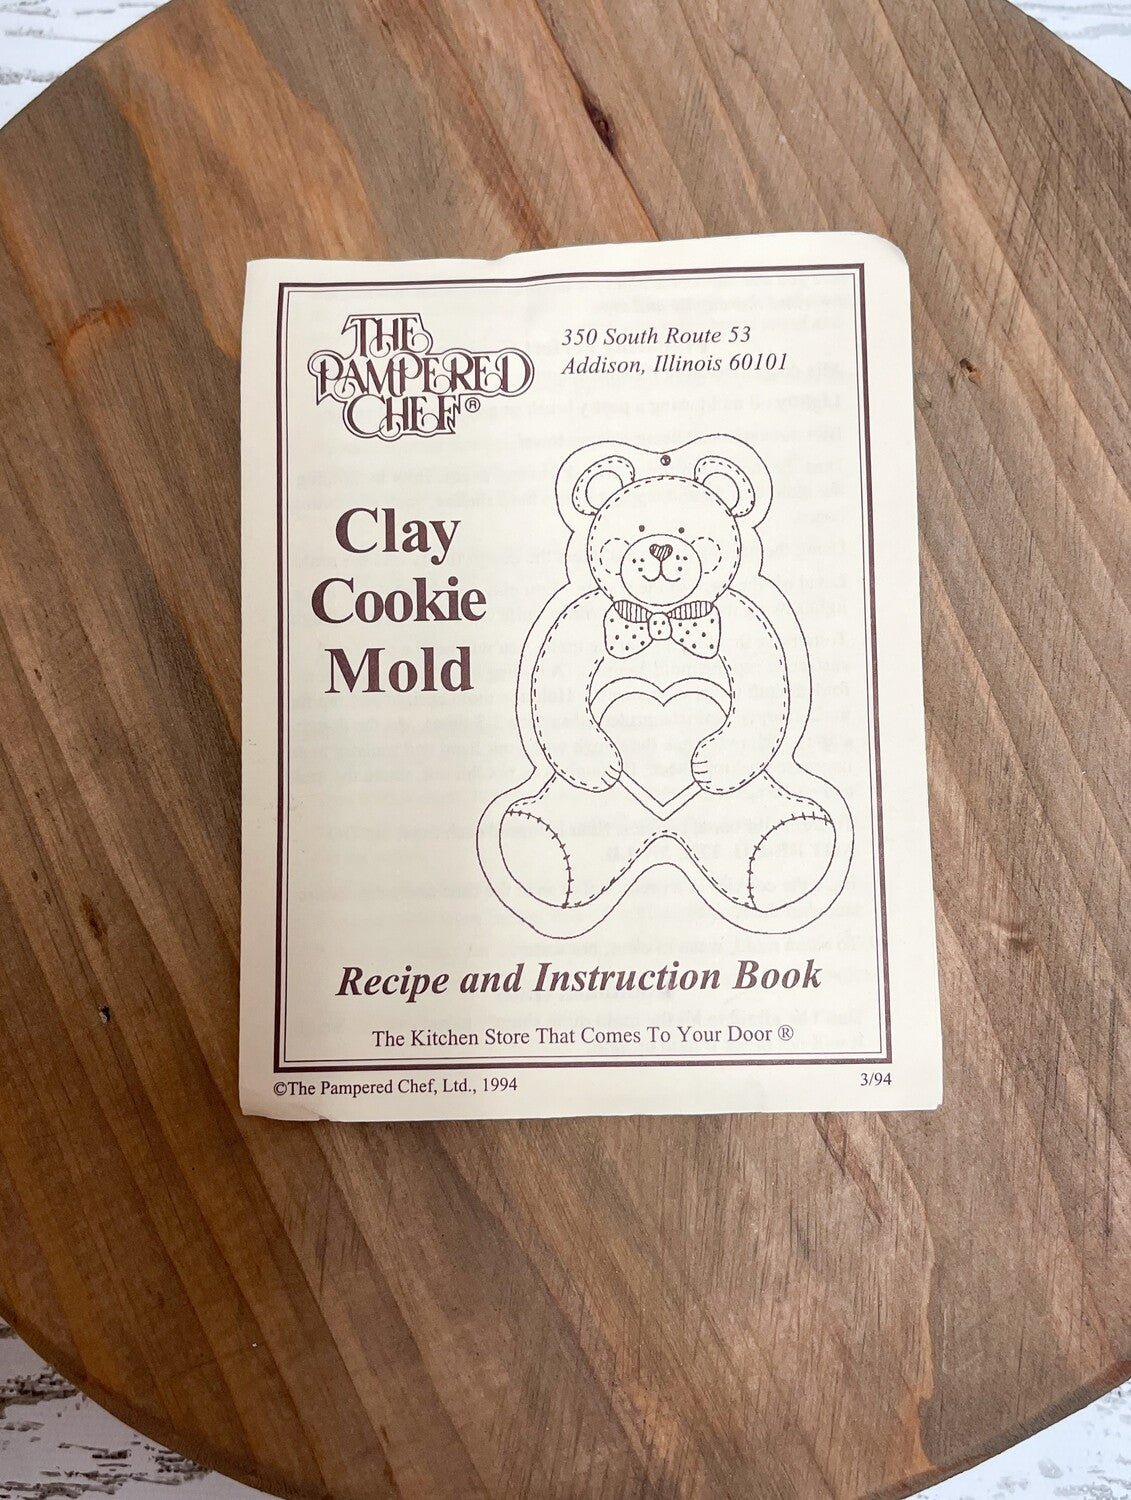 THE
PAMPERED
CHEF®
350 South Route 53
Addison, Illinois 60101
Clay
Cookie
Mold
Recipe and Instruction Book
The Kitchen Store That Comes To Your Door ®
©The Pampered Chef, Ltd., 1994
3/94